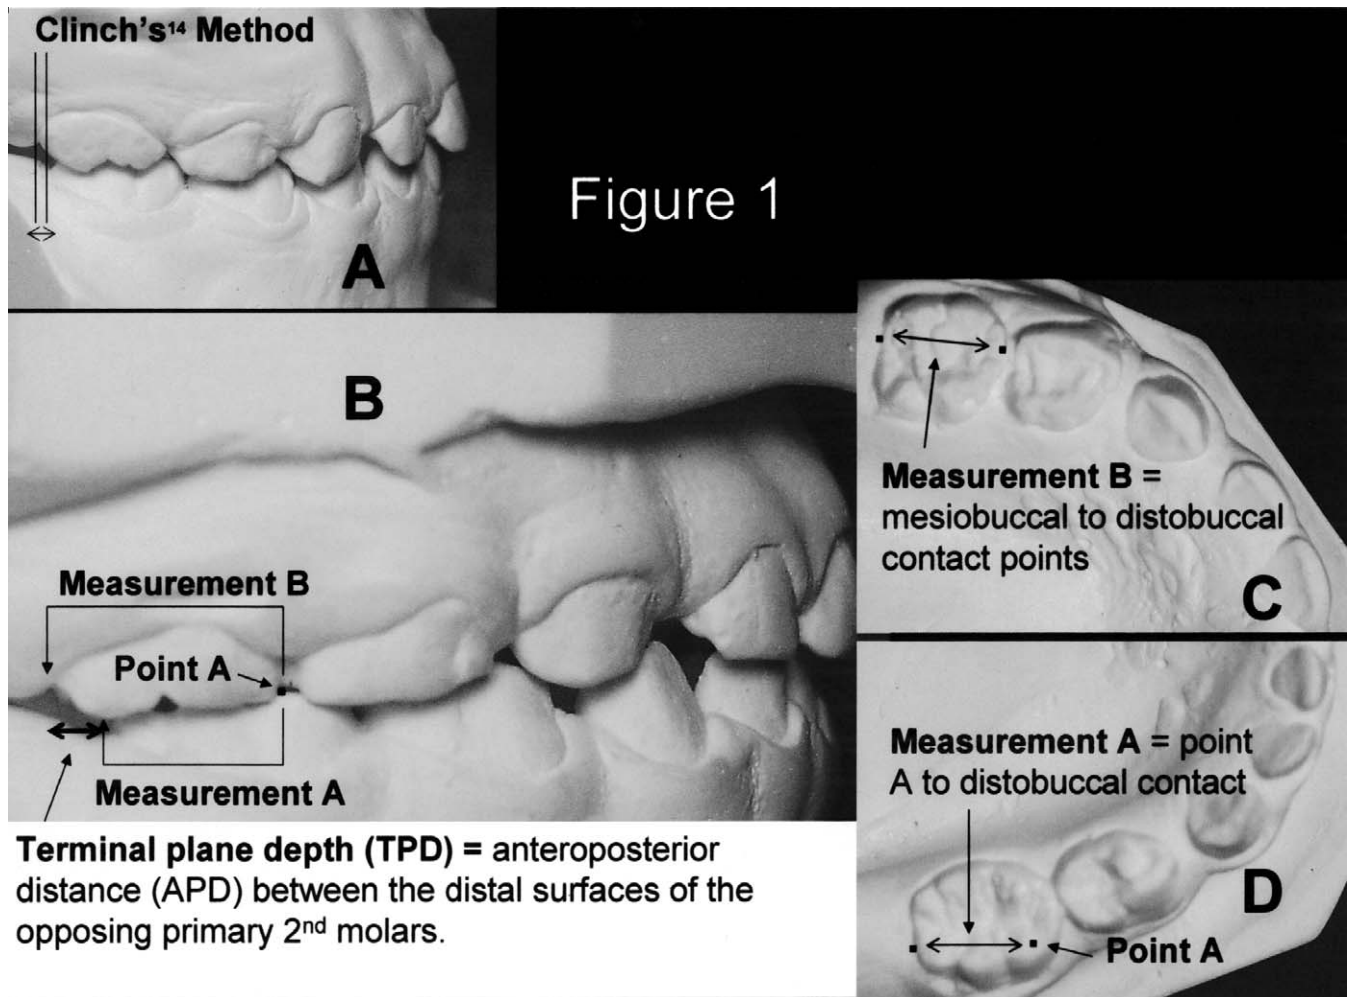 Clinch's¹⁴ Method
A
Figure 1
B
Measurement B
Point A
Measurement A
Terminal plane depth (TPD) = anteroposterior
distance (APD) between the distal surfaces of the
opposing primary 2ⁿᵈ molars.
Measurement B =
mesiobuccal to distobuccal
contact points
C
Measurement A = point
A to distobuccal contact
D
Point A